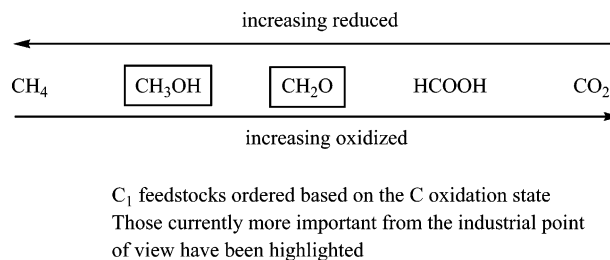 increasing reduced
CH₄ CH₃OH CH₂O HCOOH CO₂
increasing oxidized
C₁ feedstocks ordered based on the C oxidation state
Those currently more important from the industrial point
of view have been highlighted